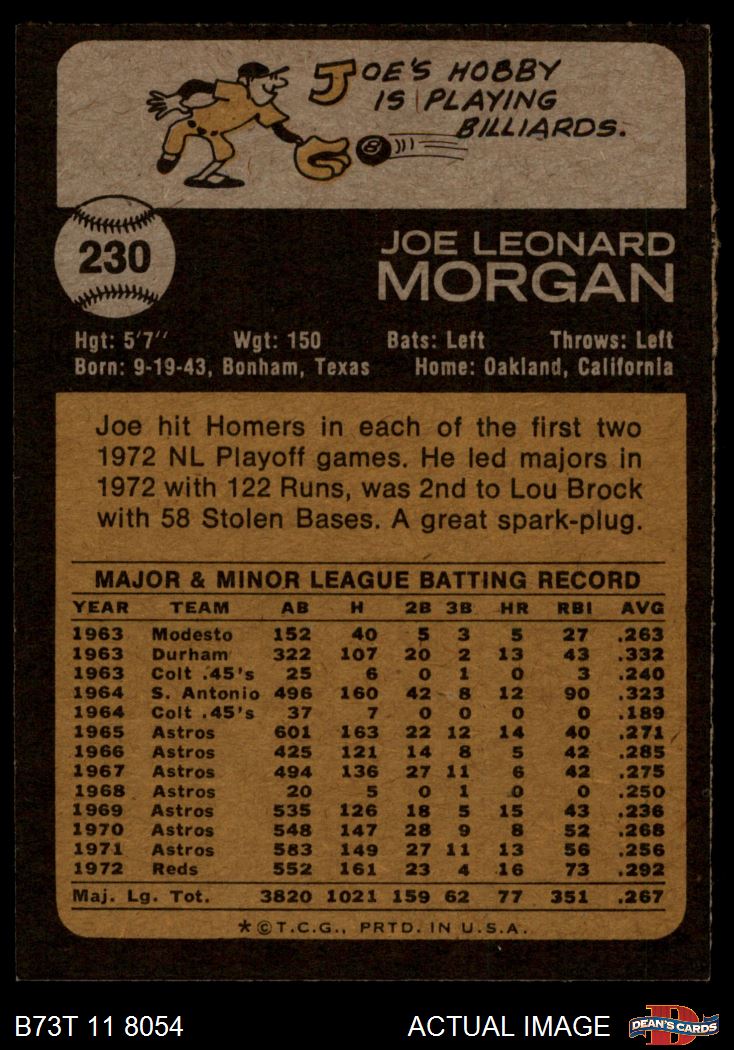 JOE'S HOBBY
IS PLAYING
BILLIARDS.
8
230
JOE LEONARD
MORGAN
Hgt: 5'7" Wgt: 150 Bats: Left Throws: Left
Born: 9-19-43, Bonham, Texas Home: Oakland, California
Joe hit Homers in each of the first two
1972 NL Playoff games. He led majors in
1972 with 122 Runs, was 2nd to Lou Brock
with 58 Stolen Bases. A great spark-plug.
MAJOR & MINOR LEAGUE BATTING RECORD
YEAR TEAM AB H 2B 3B HR RBI AVG
1963 Modesto 152 40 5 3 5 27 .263
1963 Durham 322 107 20 2 13 43 .332
1963 Colt .45's 25 6 0 1 0 3 .240
1964 S. Antonio 496 160 42 8 12 90 .323
1964 Colt .45's 37 7 0 0 0 0 .189
1965 Astros 601 163 22 12 14 40 .271
1966 Astros 425 121 14 8 5 42 .285
1967 Astros 494 136 27 11 6 42 .275
1968 Astros 20 5 0 1 0 0 .250
1969 Astros 535 126 18 5 15 43 .236
1970 Astros 548 147 28 9 8 52 .268
1971 Astros 583 149 27 11 13 56 .256
1972 Reds 552 161 23 4 16 73 .292
Maj. Lg. Tot. 3820 1021 159 62 77 351 .267
*©T.C.G., PRTD. IN U.S.A.
B73T 11 8054 ACTUAL IMAGE DEAN'S CARDS